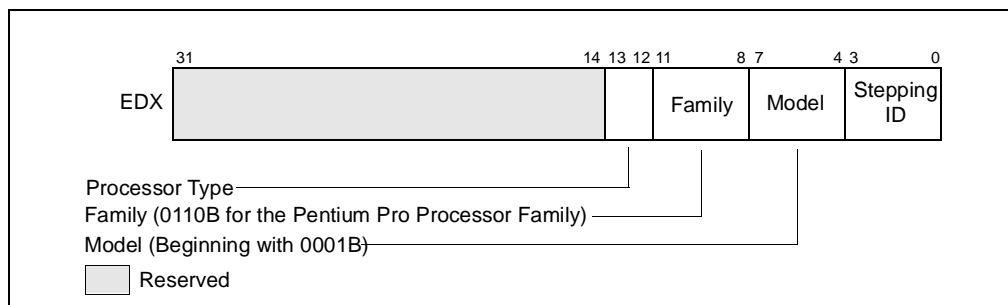 31 14 13 12 11 8 7 4 3 0
EDX Family Model Stepping
ID
Processor Type
Family (0110B for the Pentium Pro Processor Family)
Model (Beginning with 0001B)
Reserved